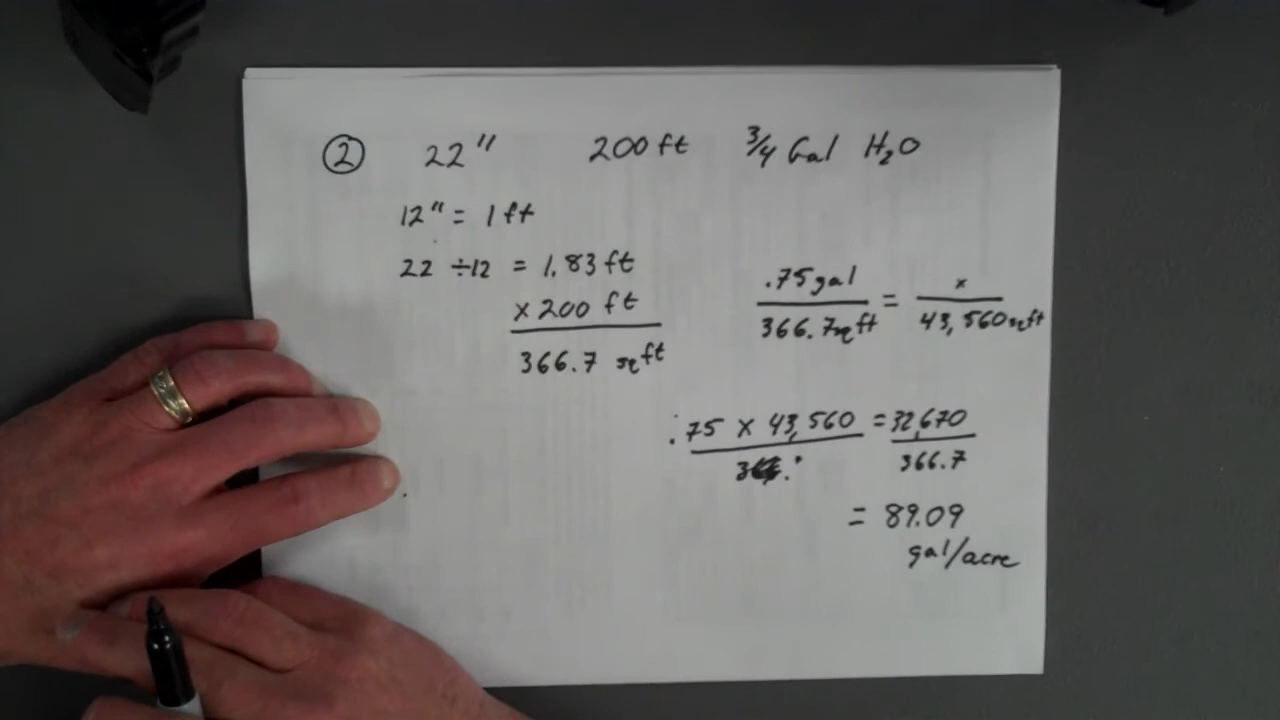 ② 22" 200 ft 3/4 Gal H₂O
12" = 1 ft
22 ÷12 = 1.83 ft
x 200 ft
366.7 sq ft
.75 gal = x
366.7 sq ft 43,560 sq ft
.75 x 43,560 = 32,670
366.7
= 89.09
gal/acre